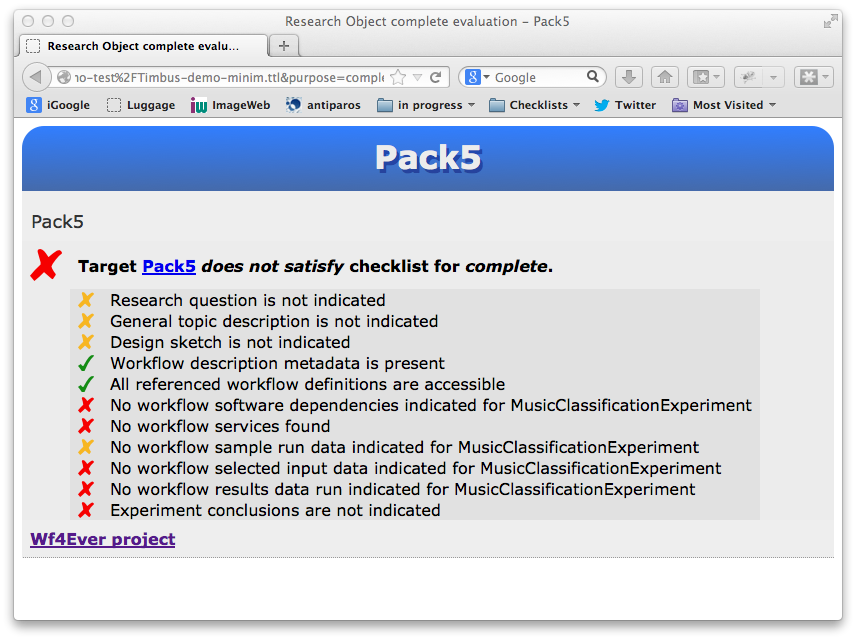 Research Object complete evaluation – Pack5
Research Object complete evalu...
no-test%2FTimbus-demo-minim.ttl&purpose=comple
Google
iGoogle
Luggage
ImageWeb
antiparos
in progress
Checklists
Twitter
Most Visited
Pack5
Pack5
Target Pack5 does not satisfy checklist for complete.
Research question is not indicated
General topic description is not indicated
Design sketch is not indicated
Workflow description metadata is present
All referenced workflow definitions are accessible
No workflow software dependencies indicated for MusicClassificationExperiment
No workflow services found
No workflow sample run data indicated for MusicClassificationExperiment
No workflow selected input data indicated for MusicClassificationExperiment
No workflow results data run indicated for MusicClassificationExperiment
Experiment conclusions are not indicated
Wf4Ever project